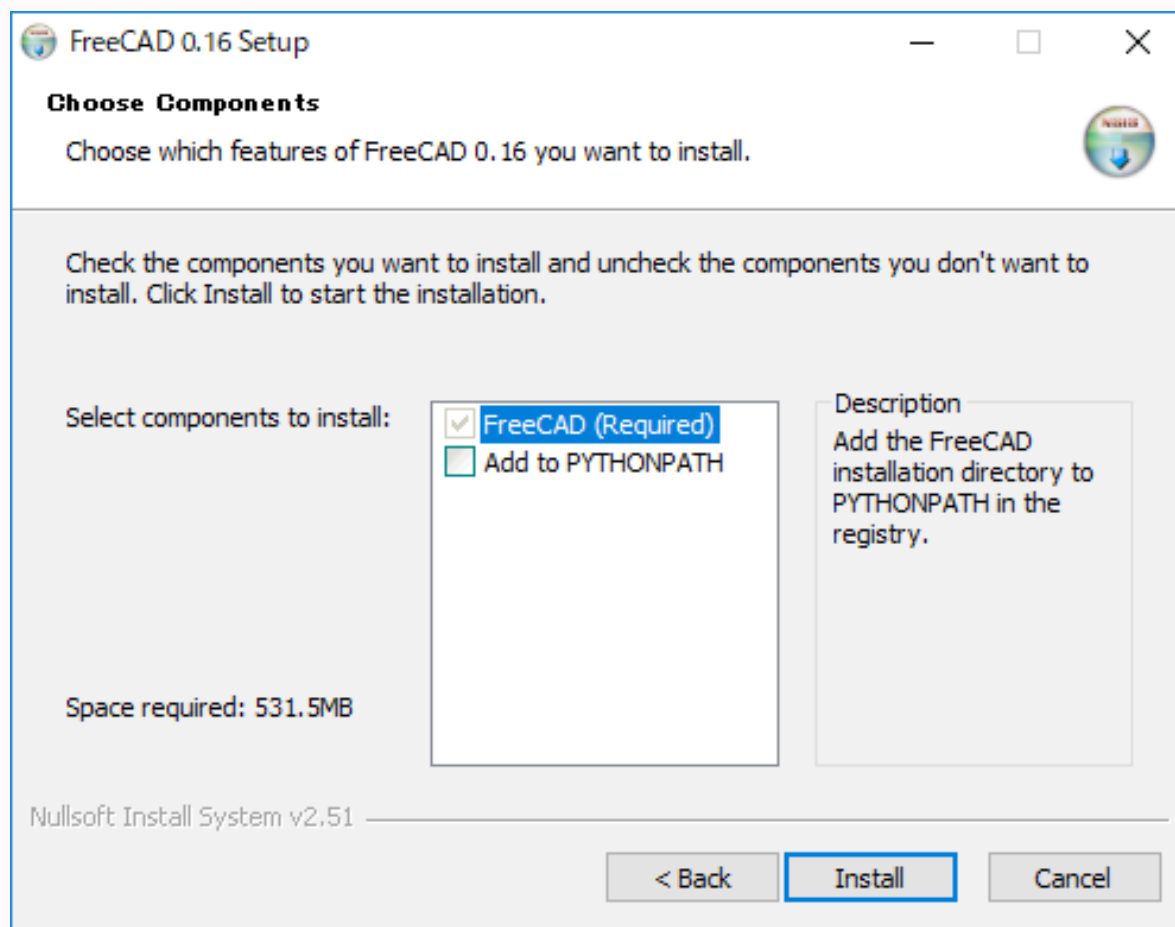 FreeCAD 0.16 Setup
Choose Components
Choose which features of FreeCAD 0.16 you want to install.
Check the components you want to install and uncheck the components you don't want to
install. Click Install to start the installation.
Select components to install:
FreeCAD (Required)
Add to PYTHONPATH
Description
Add the FreeCAD
installation directory to
PYTHONPATH in the
registry.
Space required: 531.5MB
Nullsoft Install System v2.51
< Back
Install
Cancel